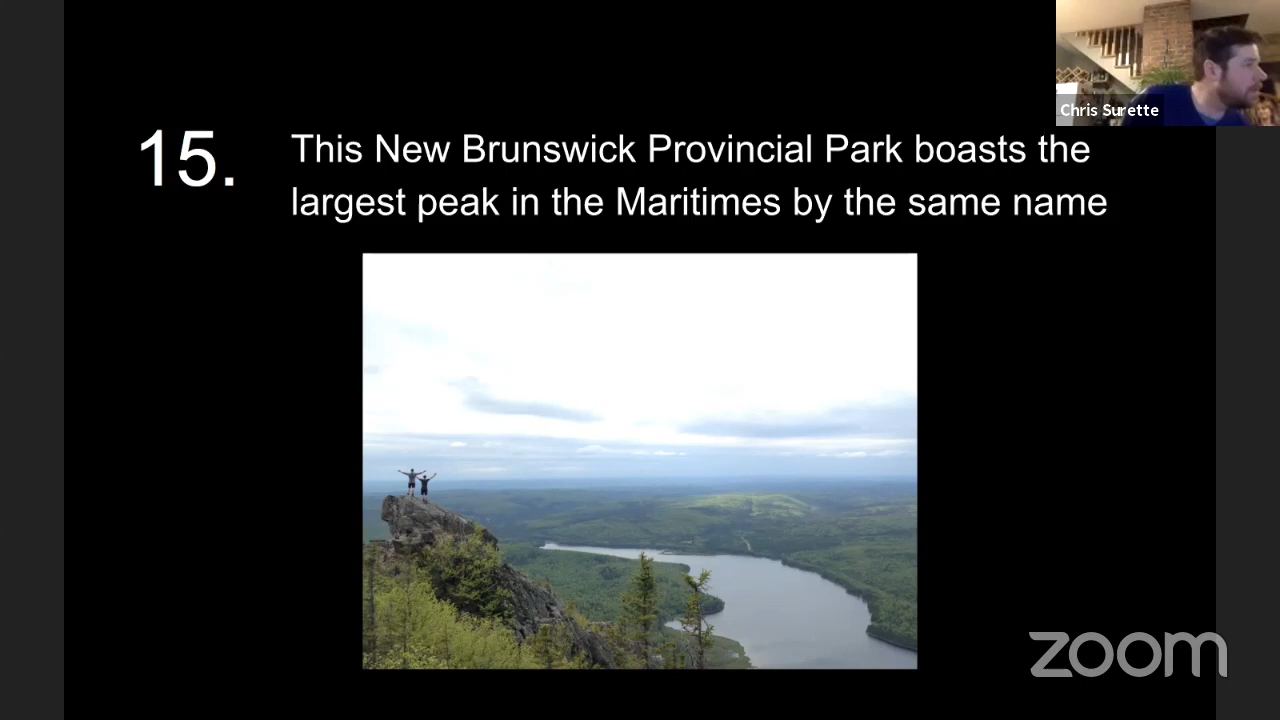 Chris Surette
15.
This New Brunswick Provincial Park boasts the
largest peak in the Maritimes by the same name
zoom